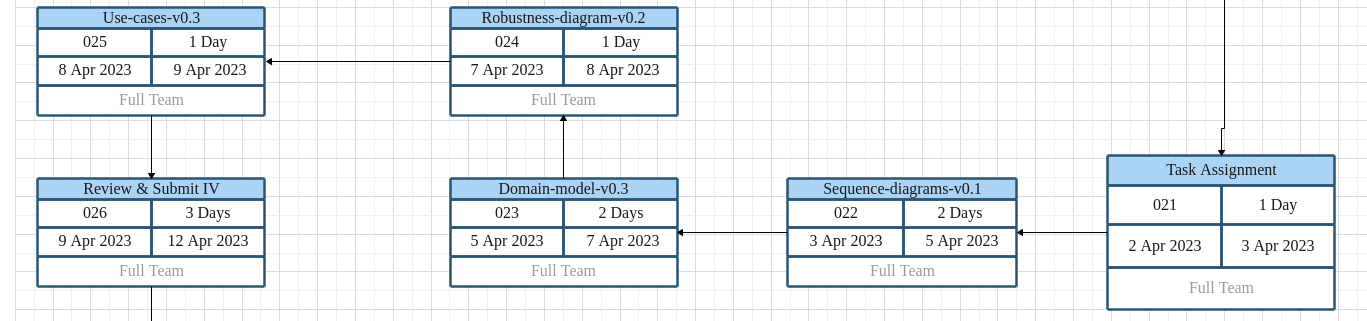 Use-cases-v0.3
025 1 Day
8 Apr 2023 9 Apr 2023
Full Team
Robustness-diagram-v0.2
024 1 Day
7 Apr 2023 8 Apr 2023
Full Team
Task Assignment
021 1 Day
2 Apr 2023 3 Apr 2023
Full Team
Review & Submit IV
026 3 Days
9 Apr 2023 12 Apr 2023
Full Team
Domain-model-v0.3
023 2 Days
5 Apr 2023 7 Apr 2023
Full Team
Sequence-diagrams-v0.1
022 2 Days
3 Apr 2023 5 Apr 2023
Full Team